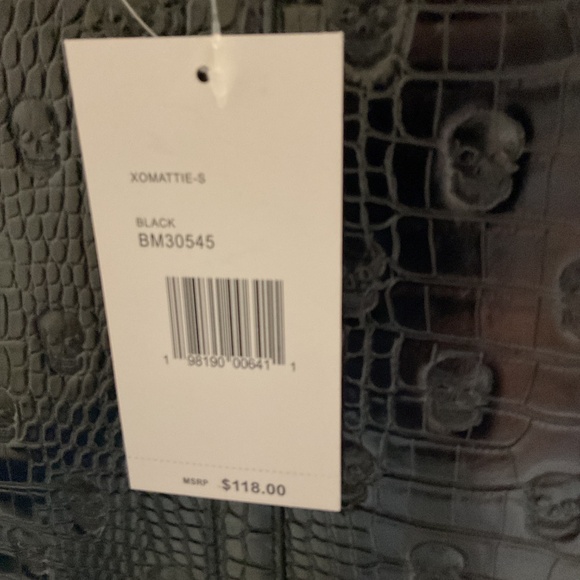 XOMATTIE-S
BLACK
BM30545
1 98190 00641 1
MSRP $118.00